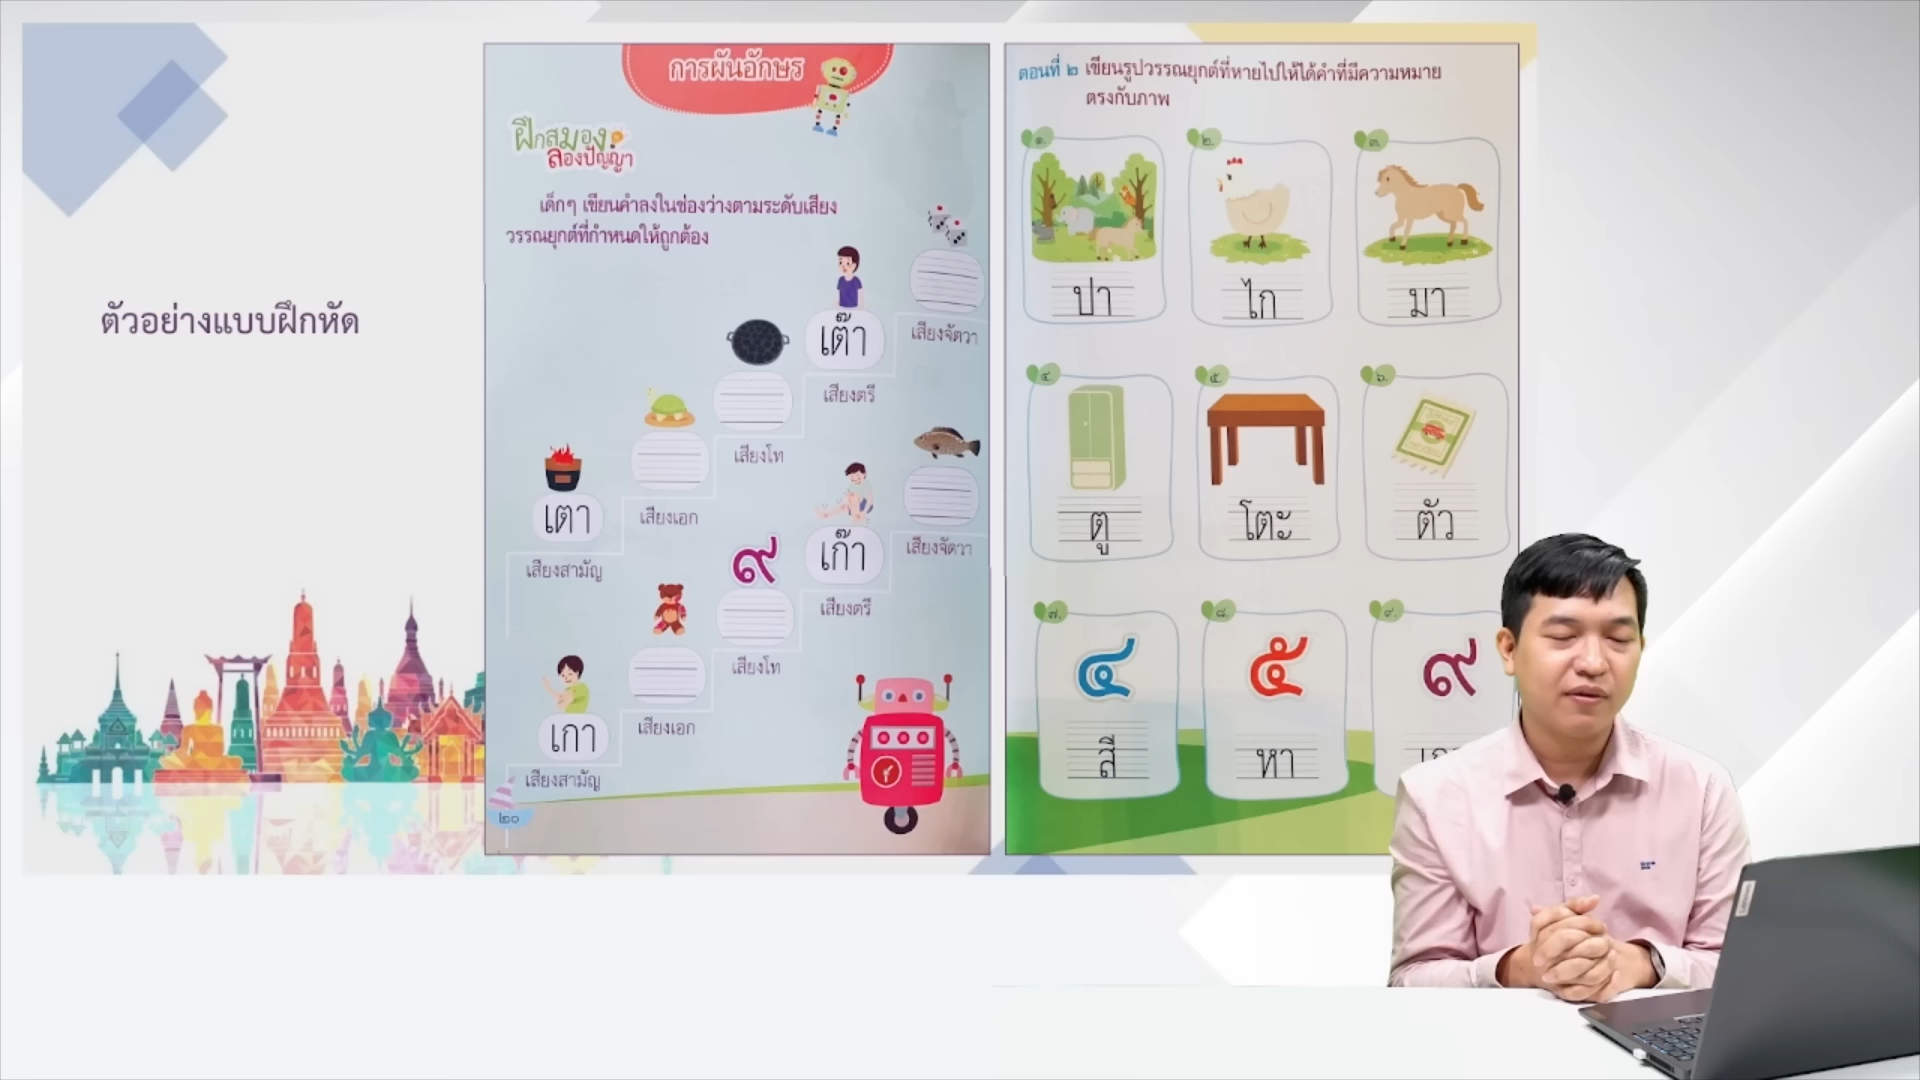 ตัวอย่างแบบฝึกหัด
การผันอักษร
ฝึกสมอง
ลองปัญญา
เด็กๆ เขียนคำลงในช่องว่างตามระดับเสียง
วรรณยุกต์ที่กำหนดให้ถูกต้อง
เสียงจัตวา
เต๊า
เสียงตรี
เสียงโท
เสียงเอก
เตา
เสียงสามัญ
เสียงจัตวา
เก๊า
เสียงตรี
๙
เสียงโท
เสียงเอก
เกา
เสียงสามัญ
๒๐
ตอนที่ ๒ เขียนรูปวรรณยุกต์ที่หายไปให้ได้คำที่มีความหมาย
ตรงกับภาพ
๑. ๒. ๓.
ปา ไก มา
๔. ๕. ๖.
ตู โตะ ตัว
๗. ๘. ๙.
๔ ๕ ๙
สี หา